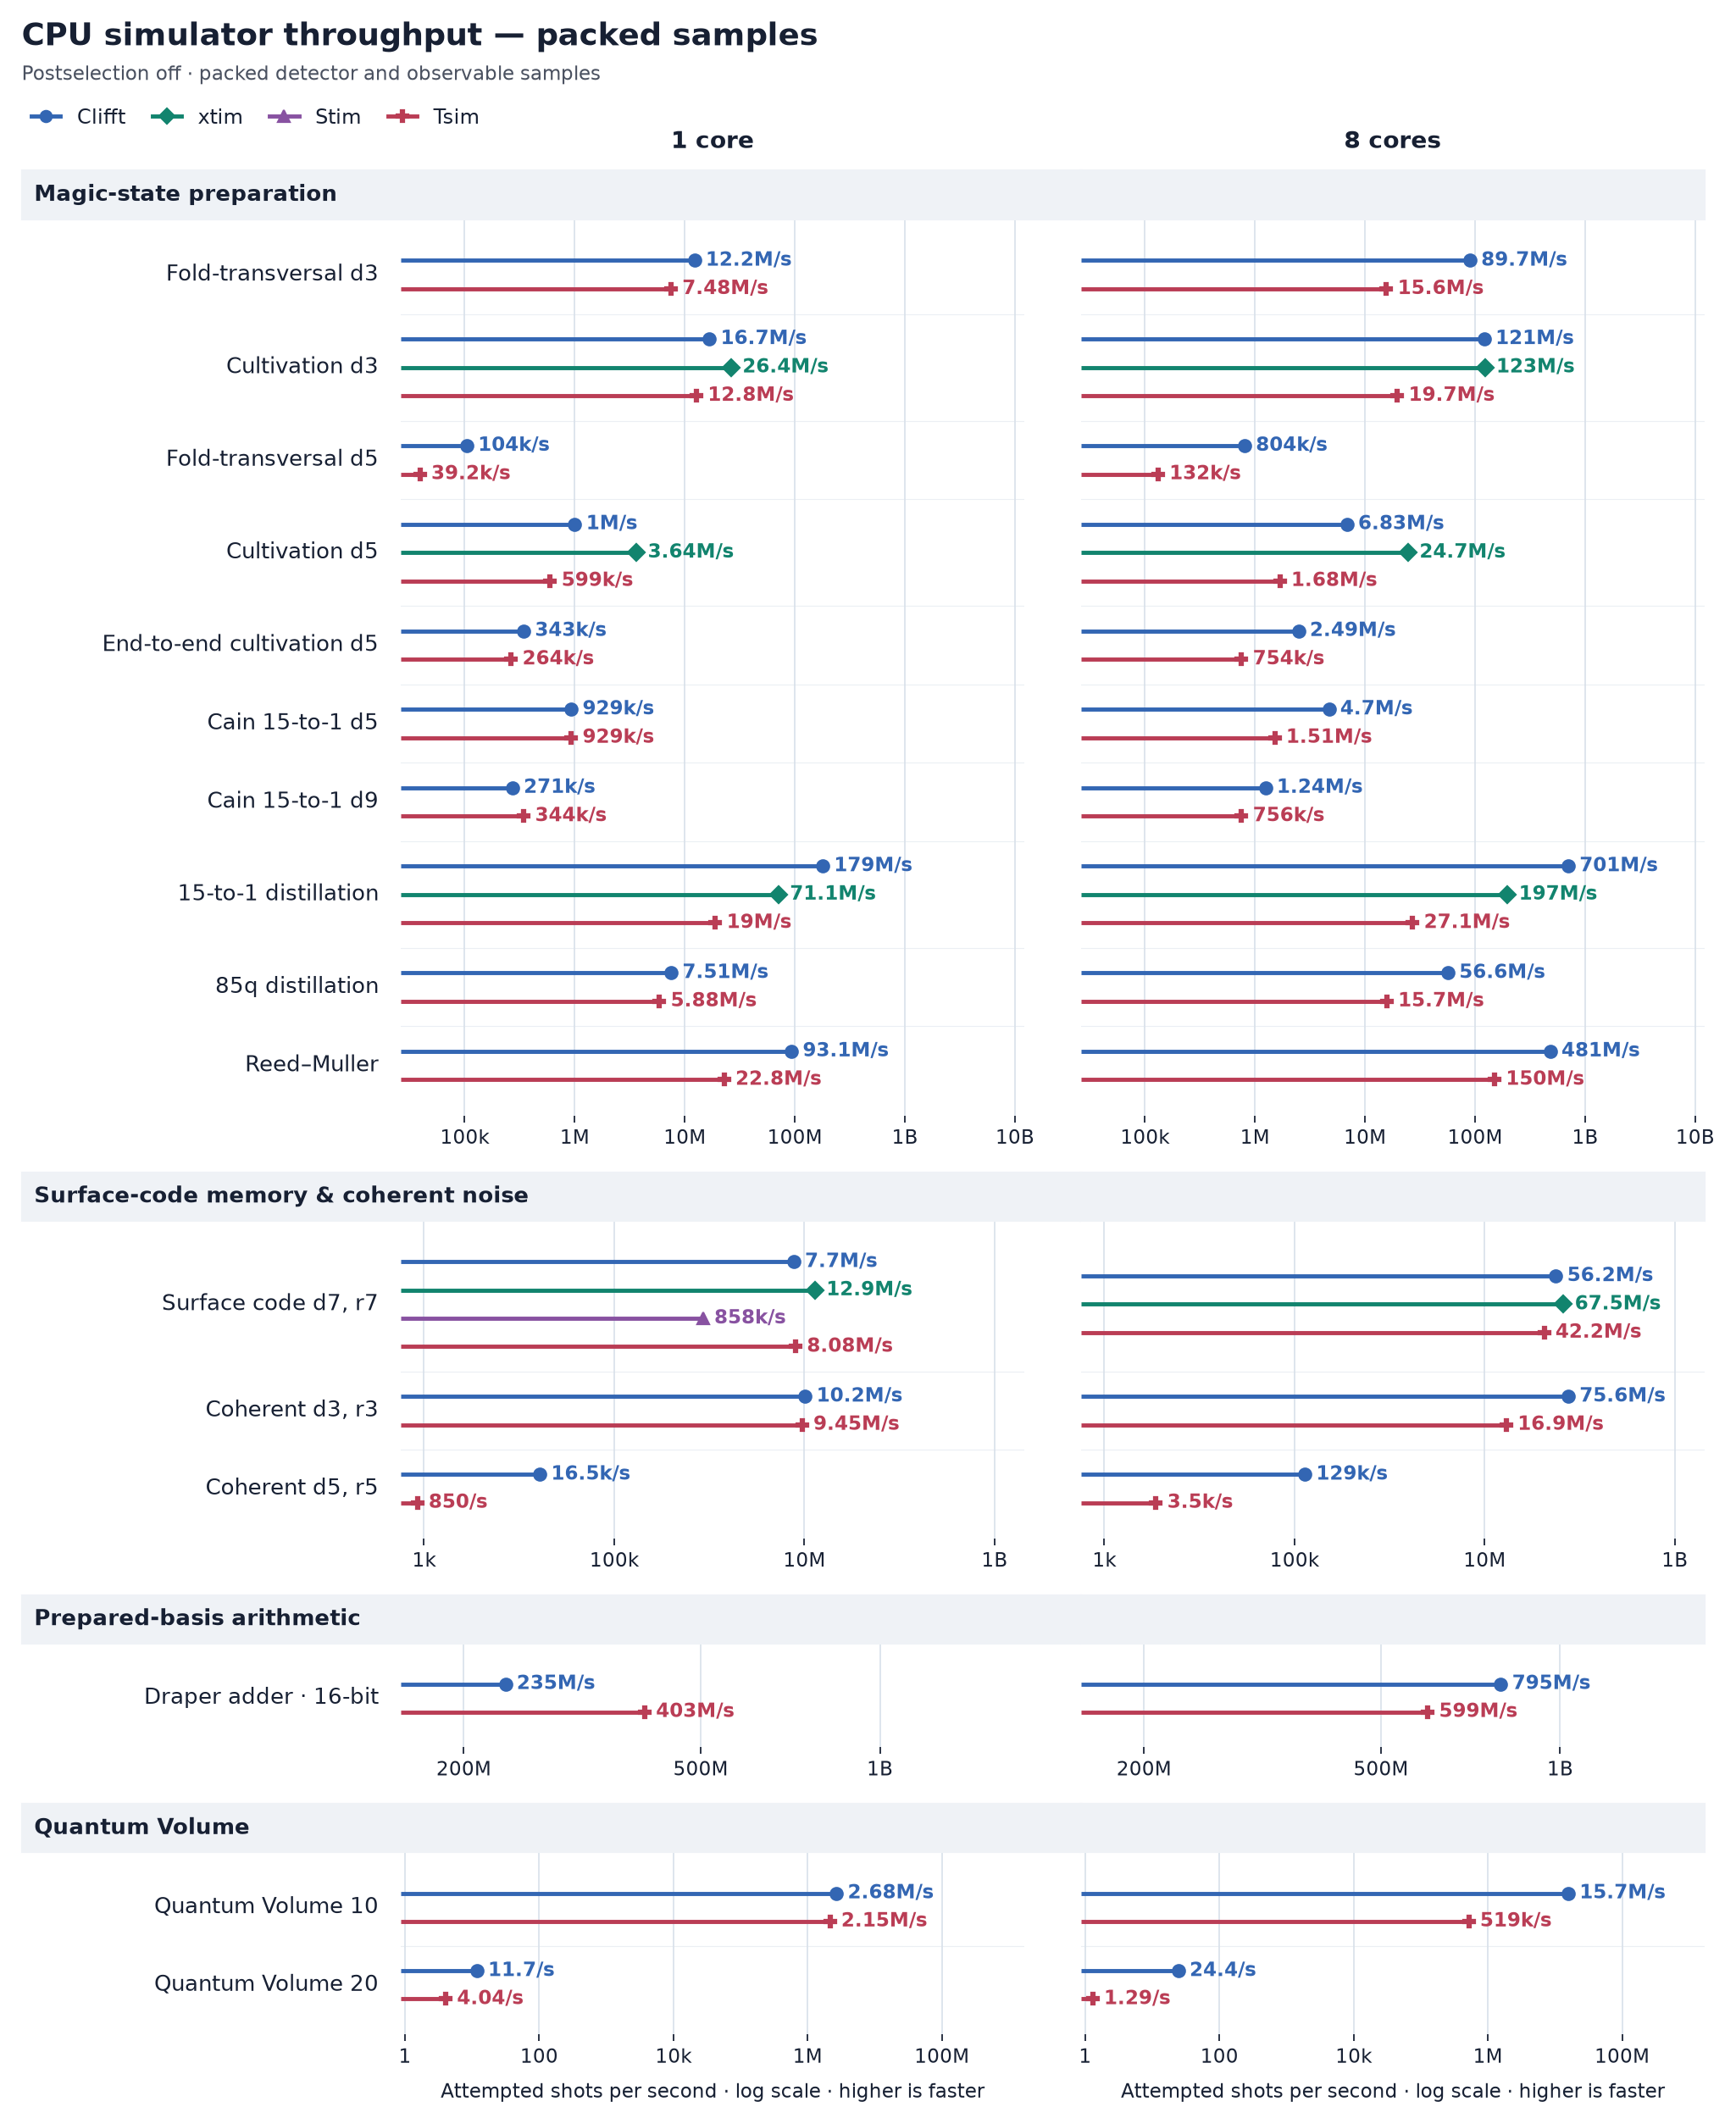 CPU simulator throughput — packed samples
Postselection off · packed detector and observable samples
Clifft xtim Stim Tsim
1 core 8 cores
Magic-state preparation
Fold-transversal d3 12.2M/s 89.7M/s
7.48M/s 15.6M/s
16.7M/s 121M/s
Cultivation d3 26.4M/s 123M/s
12.8M/s 19.7M/s
Fold-transversal d5 104k/s 804k/s
39.2k/s 132k/s
1M/s 6.83M/s
Cultivation d5 3.64M/s 24.7M/s
599k/s 1.68M/s
End-to-end cultivation d5 343k/s 2.49M/s
264k/s 754k/s
Cain 15-to-1 d5 929k/s 4.7M/s
929k/s 1.51M/s
Cain 15-to-1 d9 271k/s 1.24M/s
344k/s 756k/s
179M/s 701M/s
15-to-1 distillation 71.1M/s 197M/s
19M/s 27.1M/s
85q distillation 7.51M/s 56.6M/s
5.88M/s 15.7M/s
Reed–Muller 93.1M/s 481M/s
22.8M/s 150M/s
100k 1M 10M 100M 1B 10B 100k 1M 10M 100M 1B 10B
Surface-code memory & coherent noise
7.7M/s 56.2M/s
Surface code d7, r7 12.9M/s 67.5M/s
858k/s 42.2M/s
8.08M/s
Coherent d3, r3 10.2M/s 75.6M/s
9.45M/s 16.9M/s
Coherent d5, r5 16.5k/s 129k/s
850/s 3.5k/s
1k 100k 10M 1B 1k 100k 10M 1B
Prepared-basis arithmetic
Draper adder · 16-bit 235M/s 795M/s
403M/s 599M/s
200M 500M 1B 200M 500M 1B
Quantum Volume
Quantum Volume 10 2.68M/s 15.7M/s
2.15M/s 519k/s
Quantum Volume 20 11.7/s 24.4/s
4.04/s 1.29/s
1 100 10k 1M 100M 1 100 10k 1M 100M
Attempted shots per second · log scale · higher is faster Attempted shots per second · log scale · higher is faster